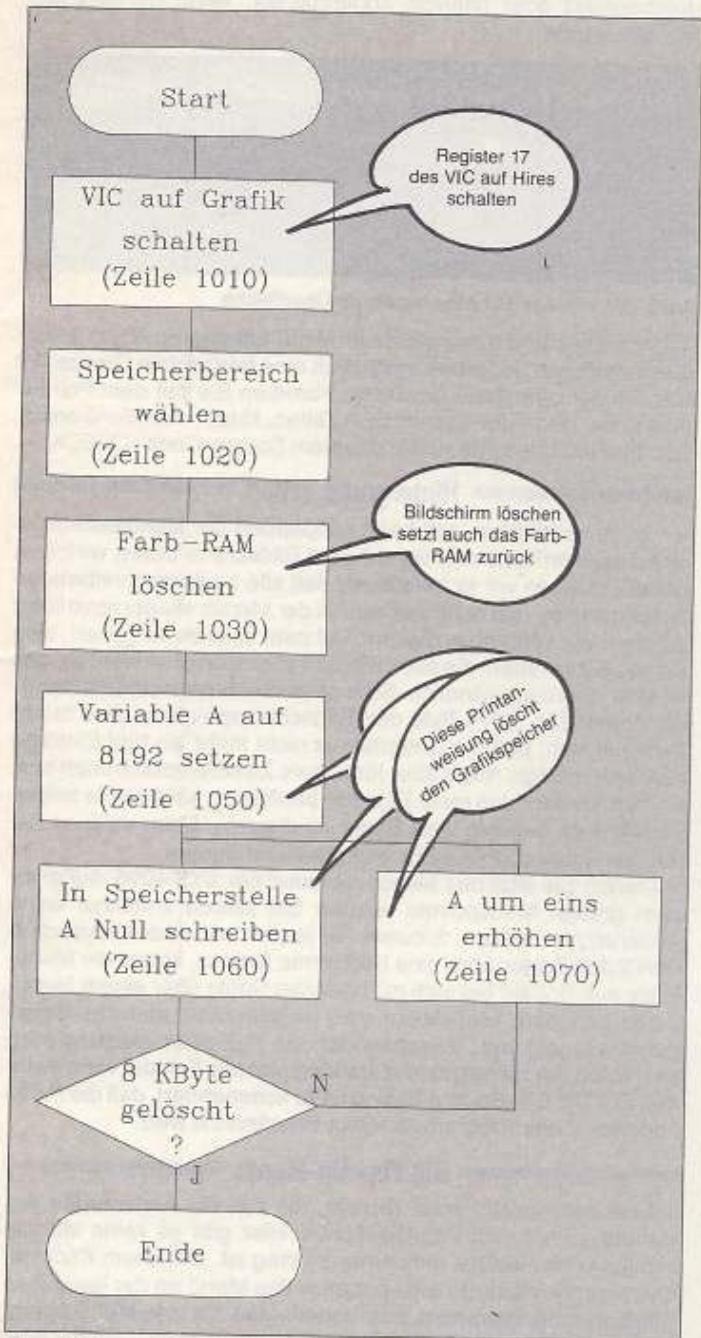 Start
VIC auf Grafik
schalten
(Zeile 1010)
Register 17
des VIC auf Hires
schalten
Speicherbereich
wählen
(Zeile 1020)
Farb-RAM
löschen
(Zeile 1030)
Bildschirm löschen
setzt auch das Farb-
RAM zurück
Variable A auf
8192 setzen
(Zeile 1050)
Diese Printan-
weisung löscht
den Grafikspeicher
In Speicherstelle
A Null schreiben
(Zeile 1060)
A um eins
erhöhen
(Zeile 1070)
8 KByte
gelöscht
?
N
J
Ende